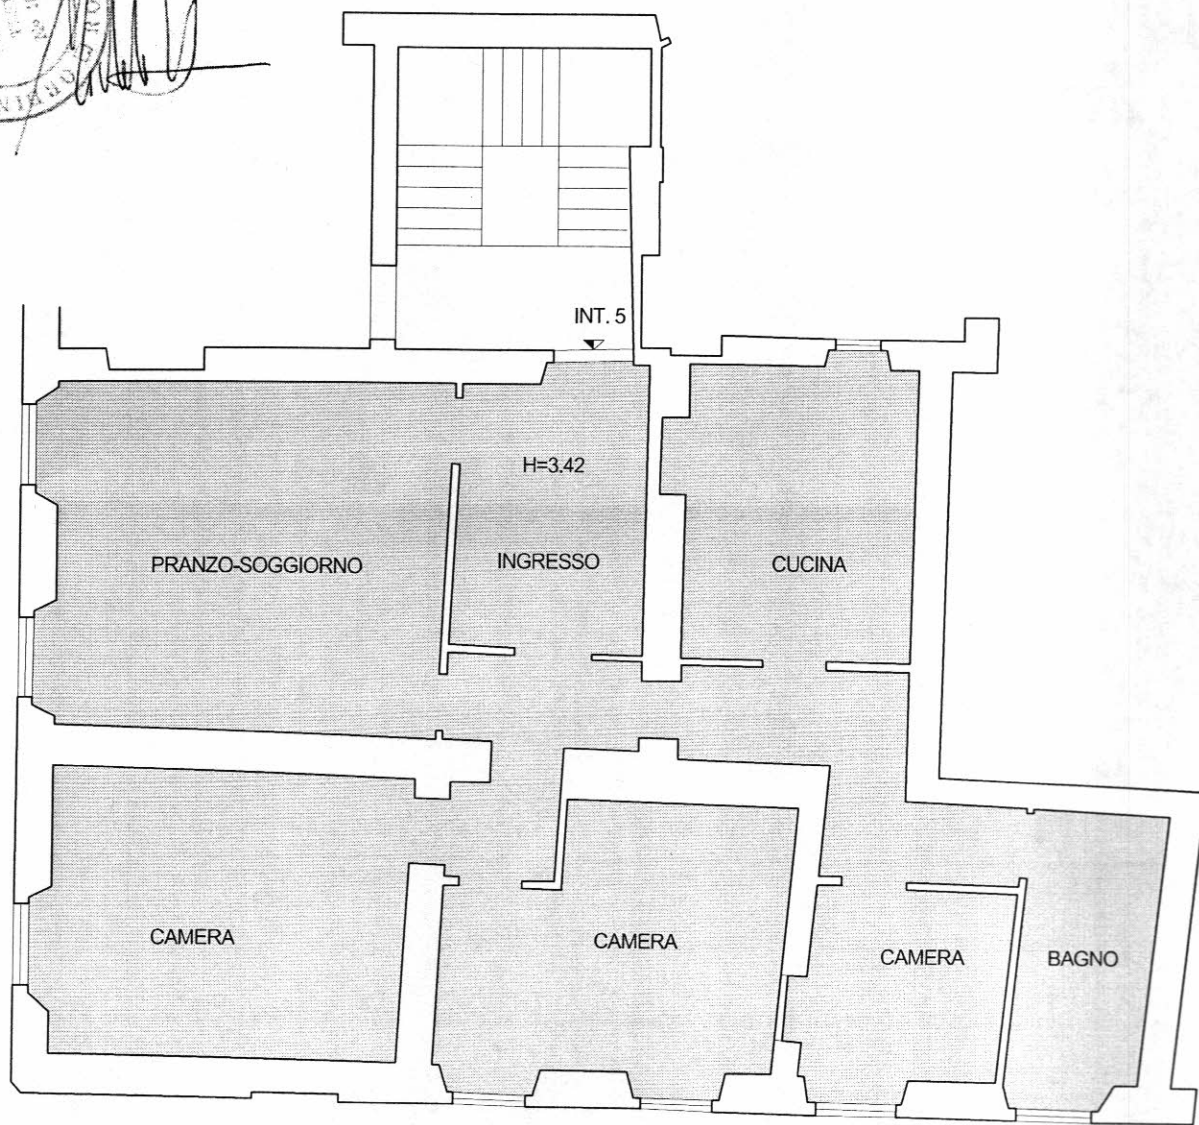 INT. 5
H=3.42
PRANZO-SOGGIORNO
INGRESSO
CUCINA
CAMERA
CAMERA
CAMERA
BAGNO